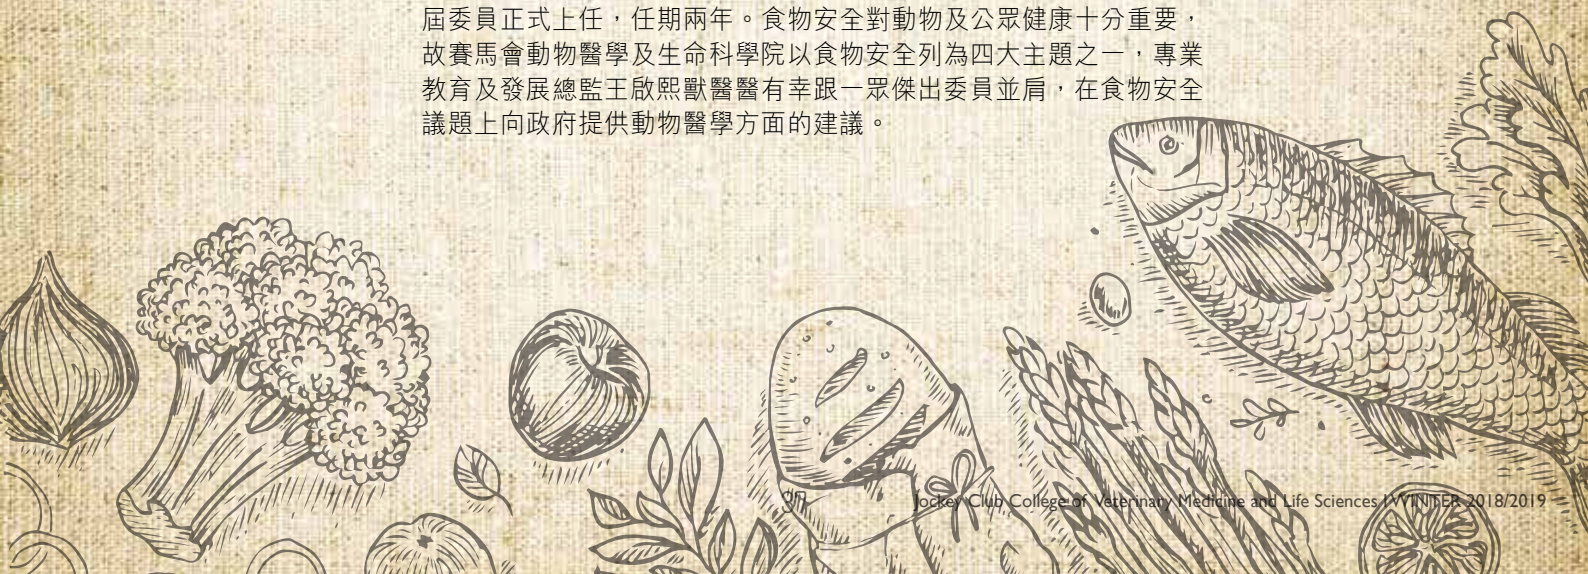 屆委員正式上任，任期兩年。食物安全對動物及公眾健康十分重要，
故賽馬會動物醫學及生命科學院以食物安全列為四大主題之一，專業
教育及發展總監王啟熙獸醫醫有幸跟一眾傑出委員並肩，在食物安全
議題上向政府提供動物醫學方面的建議。
Jockey Club College of Veterinary Medicine and Life Sciences I WINTER 2018/2019